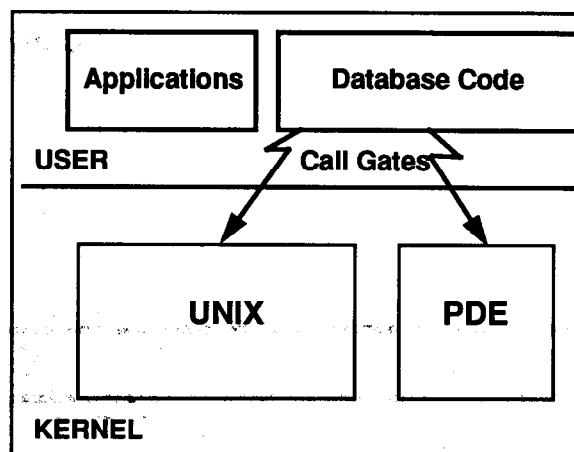 Applications
Database Code
USER
Call Gates
UNIX
PDE
KERNEL